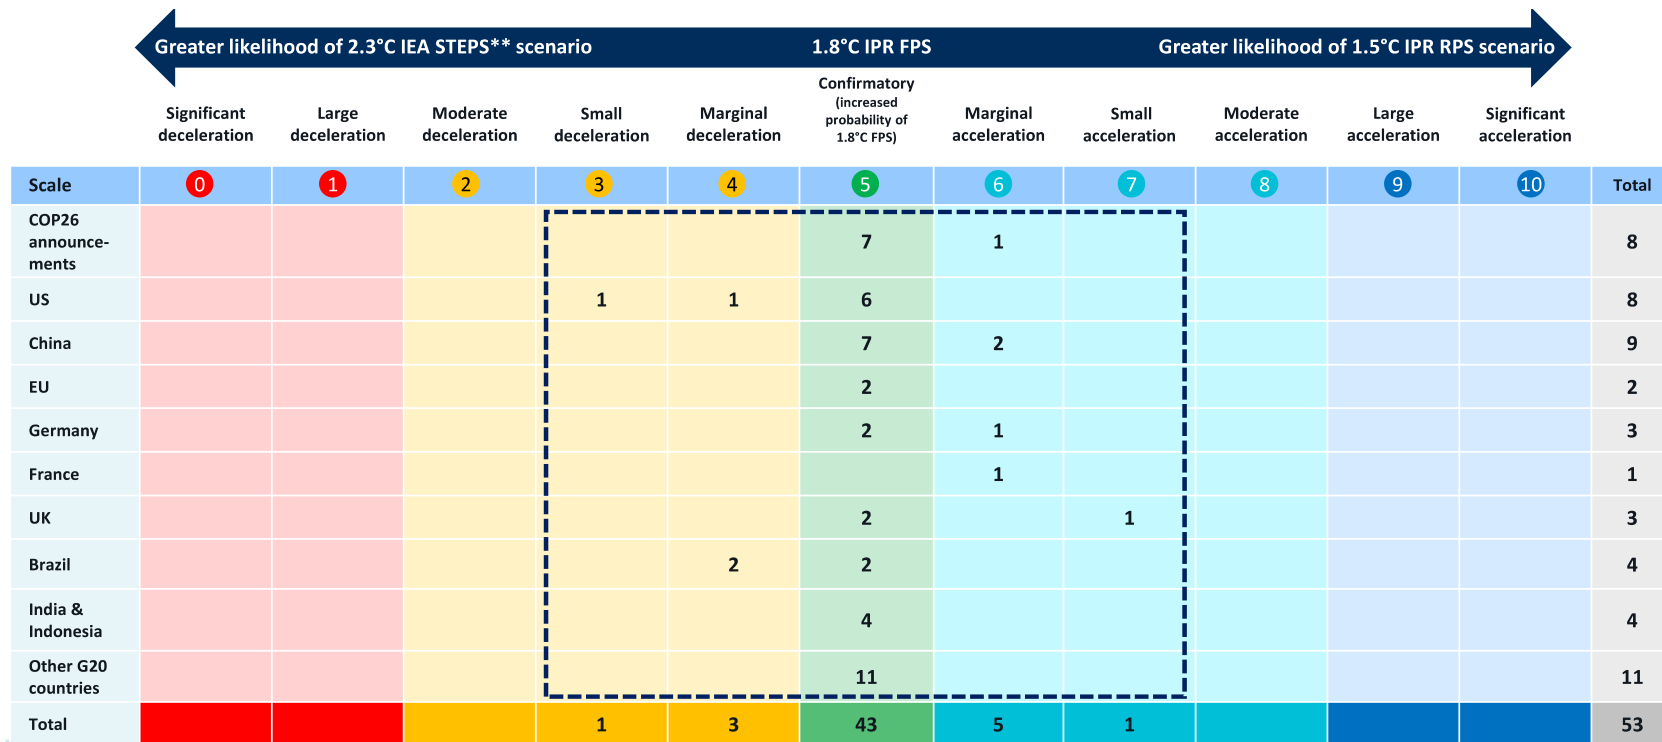 Greater likelihood of 2.3°C IEA STEPS** scenario 1.8°C IPR FPS Greater likelihood of 1.5°C IPR RPS scenario
Significant
deceleration
Large
deceleration
Moderate
deceleration
Small
deceleration
Marginal
deceleration
Confirmatory
(increased
probability of
1.8°C FPS)
Marginal
acceleration
Small
acceleration
Moderate
acceleration
Large
acceleration
Significant
acceleration
Scale 0 1 2 3 4 5 6 7 8 9 10 Total
COP26
announce-
ments
7 1 8
US 1 1 6 8
China 7 2 9
EU 2 2
Germany 2 1 3
France 1 1
UK 2 1 3
Brazil 2 2 4
India &
Indonesia
4 4
Other G20
countries
11 11
Total 1 3 43 5 1 53